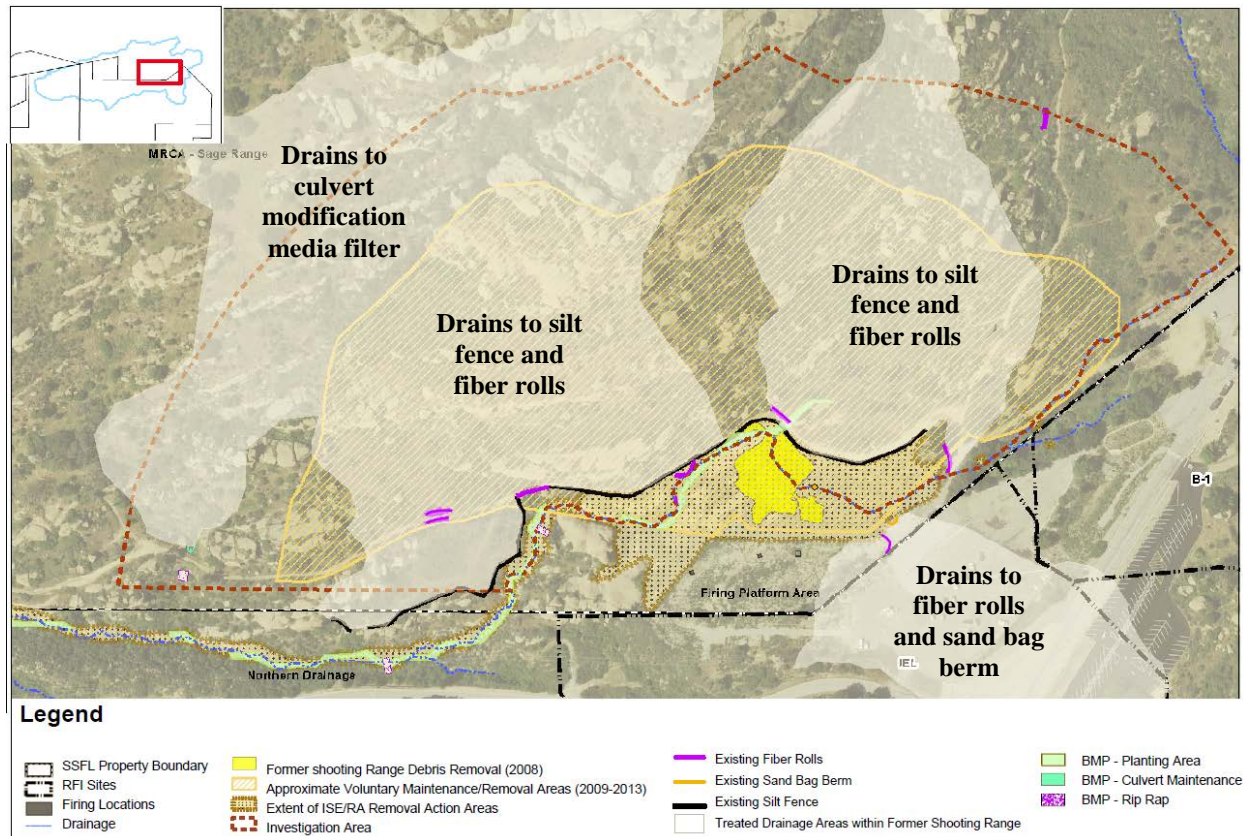 MRCA - Sage Range
Drains to
culvert
modification
media filter
Drains to silt
fence and
fiber rolls
Drains to silt
fence and
fiber rolls
B-1
Firing Platform Area
Drains to
fiber rolls
and sand bag
berm
IEL
Northern Drainage
Legend
SSFL Property Boundary
RFI Sites
Firing Locations
Drainage
Former shooting Range Debris Removal (2008)
Approximate Voluntary Maintenance/Removal Areas (2009-2013)
Extent of ISE/RA Removal Action Areas
Investigation Area
Existing Fiber Rolls
Existing Sand Bag Berm
Existing Silt Fence
Treated Drainage Areas within Former Shooting Range
BMP - Planting Area
BMP - Culvert Maintenance
BMP - Rip Rap